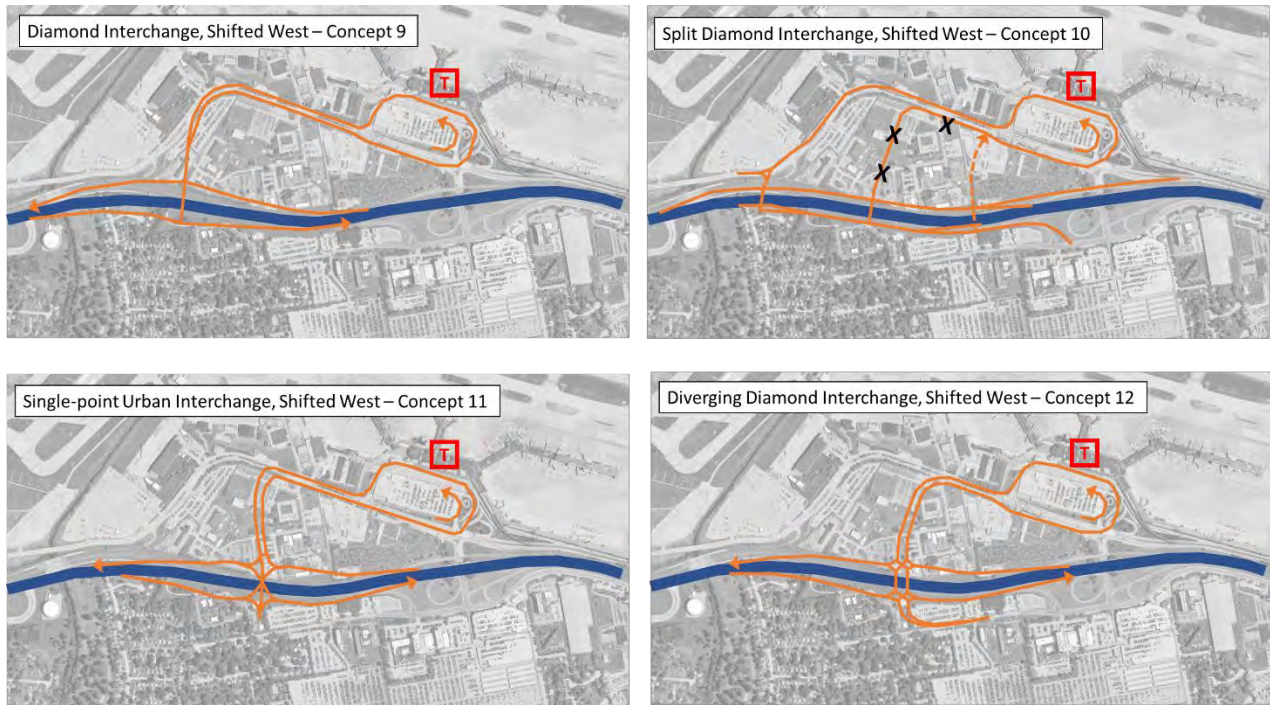 Diamond Interchange, Shifted West – Concept 9
T
Split Diamond Interchange, Shifted West – Concept 10
T
X
X
X
Single-point Urban Interchange, Shifted West – Concept 11
T
Diverging Diamond Interchange, Shifted West – Concept 12
T